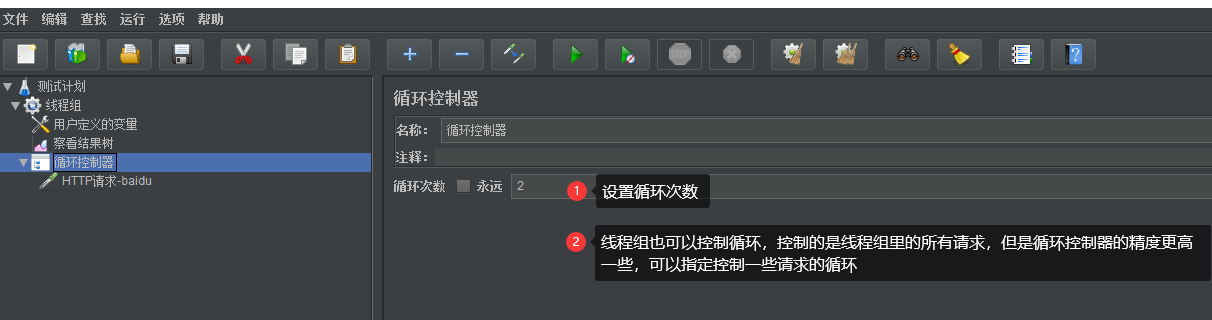 文件 编辑 查找 运行 选项 帮助
STOP
测试计划
线程组
用户定义的变量
察看结果树
循环控制器
HTTP请求-baidu
循环控制器
名称： 循环控制器
注释：
循环次数 永远 2
1 设置循环次数
2 线程组也可以控制循环，控制的是线程组里的所有请求，但是循环控制器的精度更高
一些，可以指定控制一些请求的循环